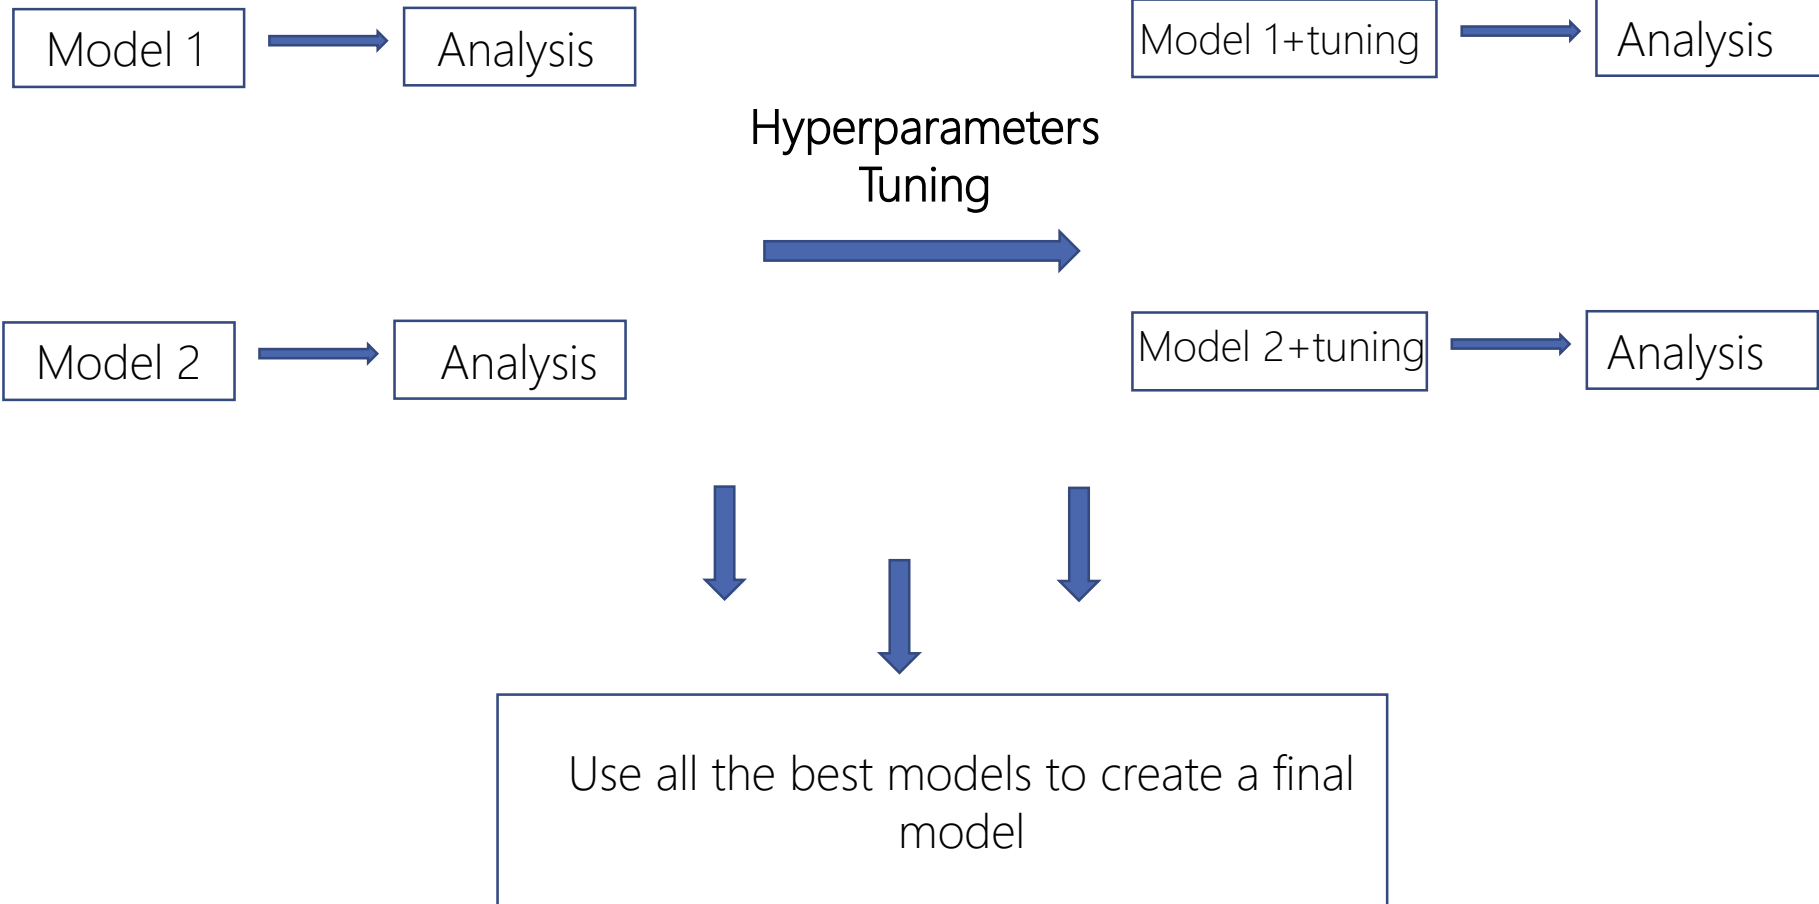 Model 1
Analysis
Model 1+tuning
Analysis
Hyperparameters
Tuning
Model 2
Analysis
Model 2+tuning
Analysis
Use all the best models to create a final
model